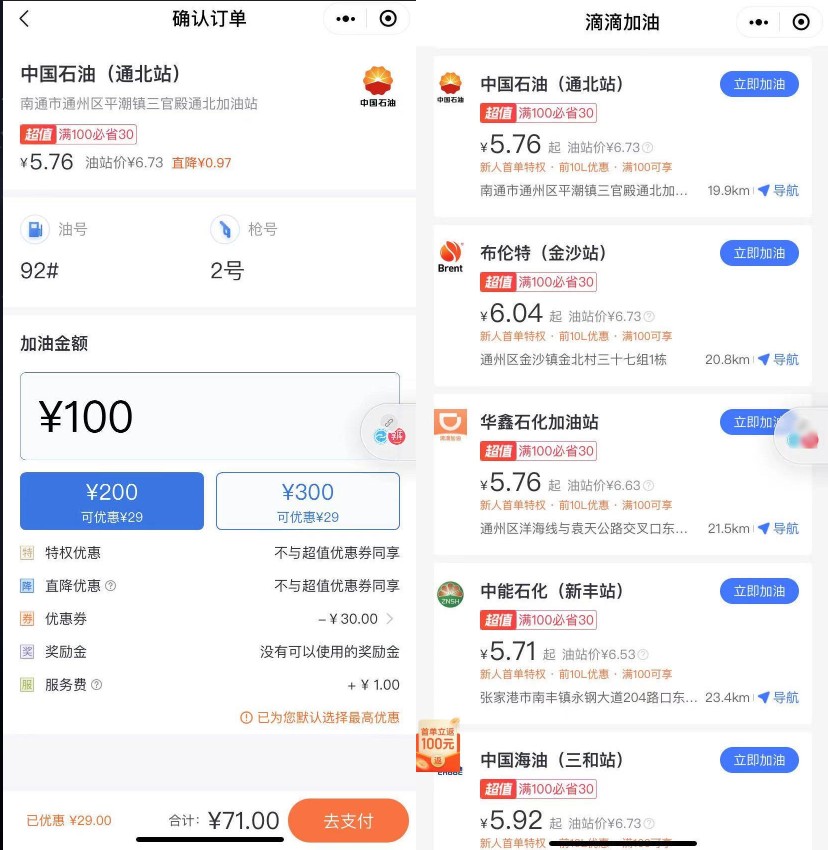 确认订单
中国石油（通北站）
南通市通州区平潮镇三官殿通北加油站
中国石油
超值 满100必省30
¥5.76 油站价¥6.73 直降¥0.97
油号
枪号
92#
2号
加油金额
¥100
¥200
可优惠¥29
¥300
可优惠¥29
特 特权优惠 不与超值优惠券同享
降 直降优惠 不与超值优惠券同享
券 优惠券 -¥30.00
奖 奖励金 没有可以使用的奖励金
服 服务费 +¥1.00
已为您默认选择最高优惠
已优惠 ¥29.00 合计: ¥71.00 去支付
滴滴加油
中国石油
中国石油（通北站） 立即加油
超值 满100必省30
¥5.76 起 油站价¥6.73
新人首单特权 · 前10L优惠 · 满100可享
南通市通州区平潮镇三官殿通北加... 19.9km 导航
Brent
布伦特（金沙站） 立即加油
超值 满100必省30
¥6.04 起 油站价¥6.73
新人首单特权 · 前10L优惠 · 满100可享
通州区金沙镇金北村三十七组1栋 20.8km 导航
滴滴加油
华鑫石化加油站 立即加
超值 满100必省30
¥5.76 起 油站价¥6.63
新人首单特权 · 前10L优惠 · 满100可享
通州区洋海线与袁天公路交叉口东... 21.5km 导航
ZNSH
中能石化（新丰站） 立即加油
超值 满100必省30
¥5.71 起 油站价¥6.53
新人首单特权 · 前10L优惠 · 满100可享
张家港市南丰镇永钢大道204路口东... 23.4km 导航
首单立返
100元
返
中国海油（三和站） 立即加油
超值 满100必省30
¥5.92 起 油站价¥6.73
新人首单特权 · 前10L优惠 · 满100可享